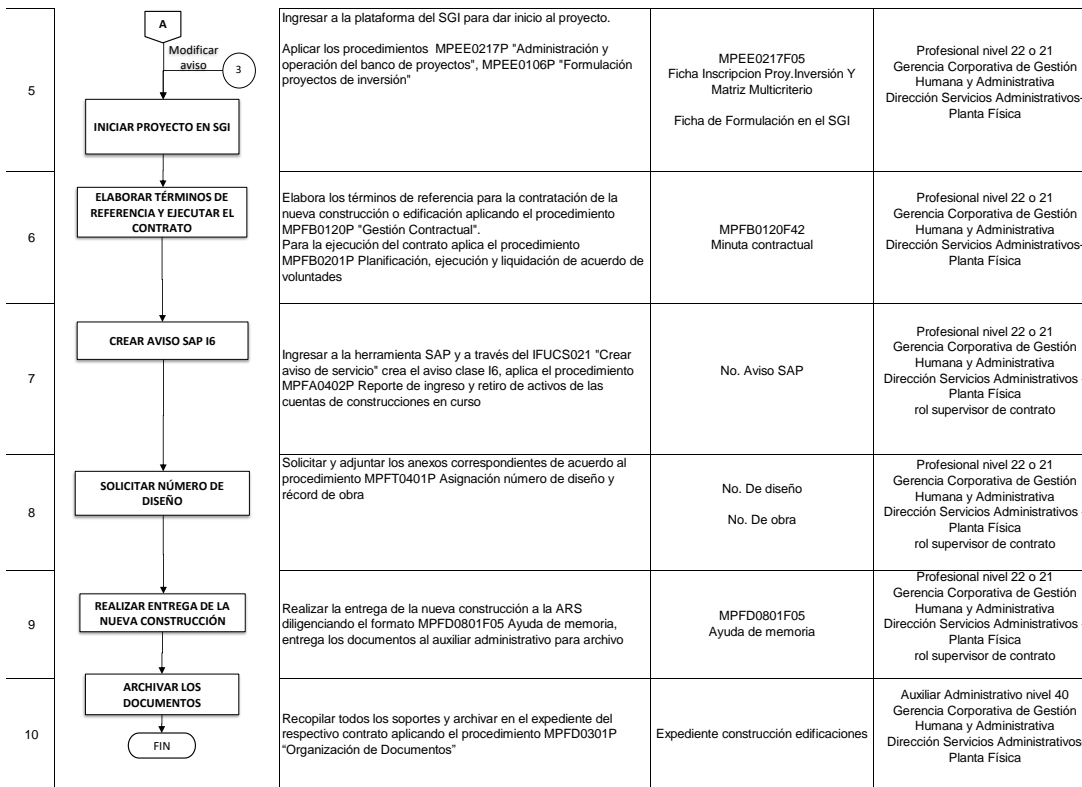 A
Modificar
aviso
3
5
INICIAR PROYECTO EN SGI
Ingresar a la plataforma del SGI para dar inicio al proyecto.
Aplicar los procedimientos MPEE0217P "Administración y
operación del banco de proyectos", MPEE0106P "Formulación
proyectos de inversión"
MPEE0217F05
Ficha Inscripcion Proy.Inversión Y
Matriz Multicriterio
Ficha de Formulación en el SGI
Profesional nivel 22 o 21
Gerencia Corporativa de Gestión
Humana y Administrativa
Dirección Servicios Administrativos-
Planta Física
6
ELABORAR TÉRMINOS DE
REFERENCIA Y EJECUTAR EL
CONTRATO
Elabora los términos de referencia para la contratación de la
nueva construcción o edificación aplicando el procedimiento
MPFB0120P "Gestión Contractual".
Para la ejecución del contrato aplica el procedimiento
MPFB0201P Planificación, ejecución y liquidación de acuerdo de
voluntades
MPFB0120F42
Minuta contractual
Profesional nivel 22 o 21
Gerencia Corporativa de Gestión
Humana y Administrativa
Dirección Servicios Administrativos-
Planta Física
7
CREAR AVISO SAP I6
Ingresar a la herramienta SAP y a través del IFUCS021 "Crear
aviso de servicio" crea el aviso clase I6, aplica el procedimiento
MPFA0402P Reporte de ingreso y retiro de activos de las
cuentas de construcciones en curso
No. Aviso SAP
Profesional nivel 22 o 21
Gerencia Corporativa de Gestión
Humana y Administrativa
Dirección Servicios Administrativos -
Planta Física
rol supervisor de contrato
8
SOLICITAR NÚMERO DE
DISEÑO
Solicitar y adjuntar los anexos correspondientes de acuerdo al
procedimiento MPFT0401P Asignación número de diseño y
récord de obra
No. De diseño
No. De obra
Profesional nivel 22 o 21
Gerencia Corporativa de Gestión
Humana y Administrativa
Dirección Servicios Administrativos -
Planta Física
rol supervisor de contrato
9
REALIZAR ENTREGA DE LA
NUEVA CONSTRUCCIÓN
Realizar la entrega de la nueva construcción a la ARS
diligenciando el formato MPFD0801F05 Ayuda de memoria,
entrega los documentos al auxiliar administrativo para archivo
MPFD0801F05
Ayuda de memoria
Profesional nivel 22 o 21
Gerencia Corporativa de Gestión
Humana y Administrativa
Dirección Servicios Administrativos -
Planta Física
rol supervisor de contrato
10
ARCHIVAR LOS
DOCUMENTOS
FIN
Recopilar todos los soportes y archivar en el expediente del
respectivo contrato aplicando el procedimiento MPFD0301P
“Organización de Documentos”
Expediente construcción edificaciones
Auxiliar Administrativo nivel 40
Gerencia Corporativa de Gestión
Humana y Administrativa
Dirección Servicios Administrativos
Planta Física